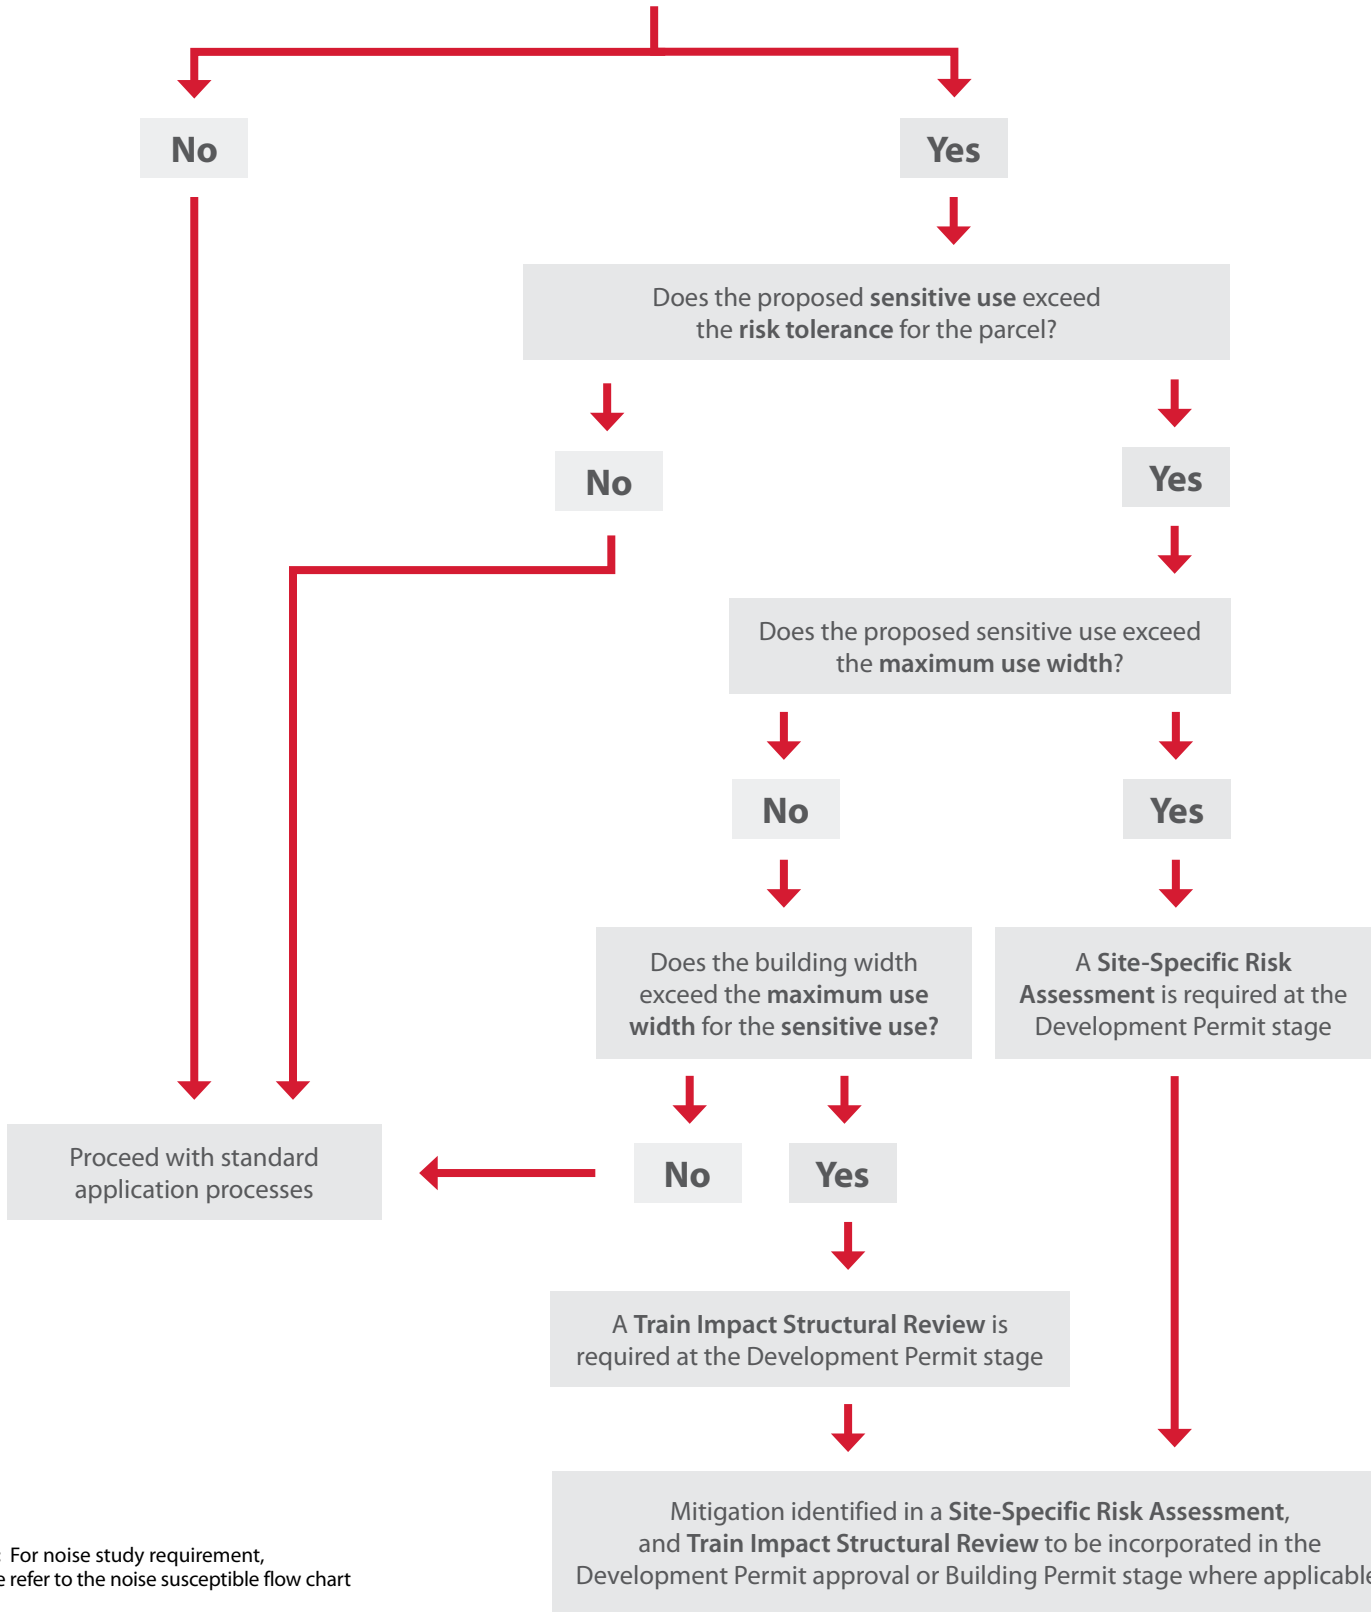 No
Yes
Does the proposed sensitive use exceed
the risk tolerance for the parcel?
No
Yes
Does the proposed sensitive use exceed
the maximum use width?
No
Yes
Does the building width
exceed the maximum use
width for the sensitive use?
A Site-Specific Risk
Assessment is required at the
Development Permit stage
Proceed with standard
application processes
No
Yes
A Train Impact Structural Review is
required at the Development Permit stage
Mitigation identified in a Site-Specific Risk Assessment,
and Train Impact Structural Review to be incorporated in the
Development Permit approval or Building Permit stage where applicable
For noise study requirement,
refer to the noise susceptible flow chart